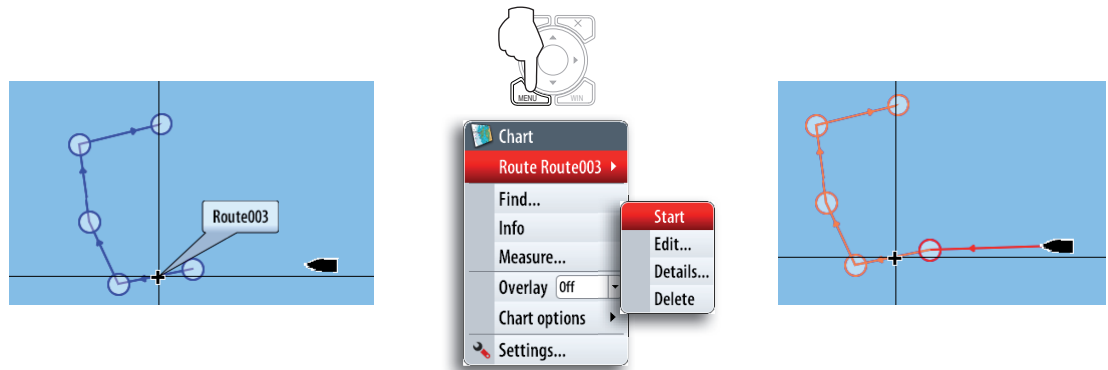 Route003
MENU
WIN
Chart
Route Route003
Find...
Info
Measure...
Overlay Off
Chart options
Settings...
Start
Edit...
Details...
Delete